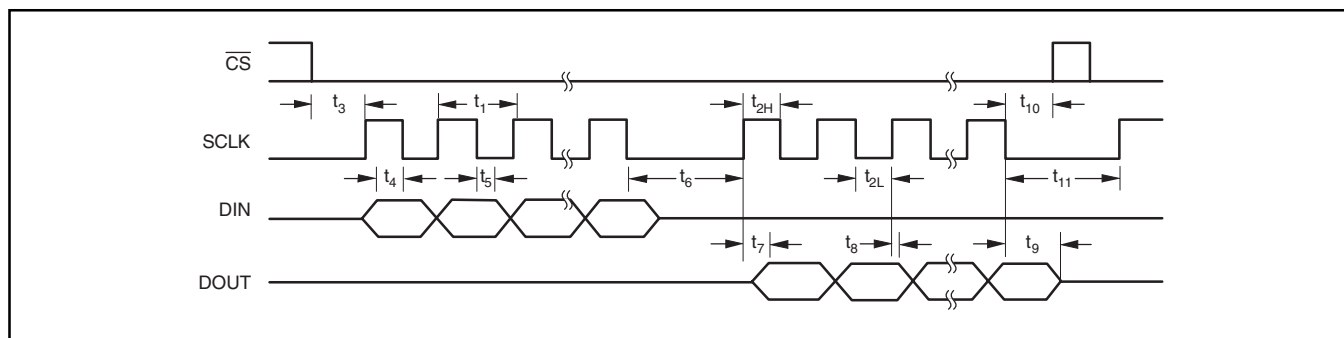 CS
t3 t1 t2H t10
SCLK
t4 t5 t6 t2L t11
DIN
t7 t8 t9
DOUT